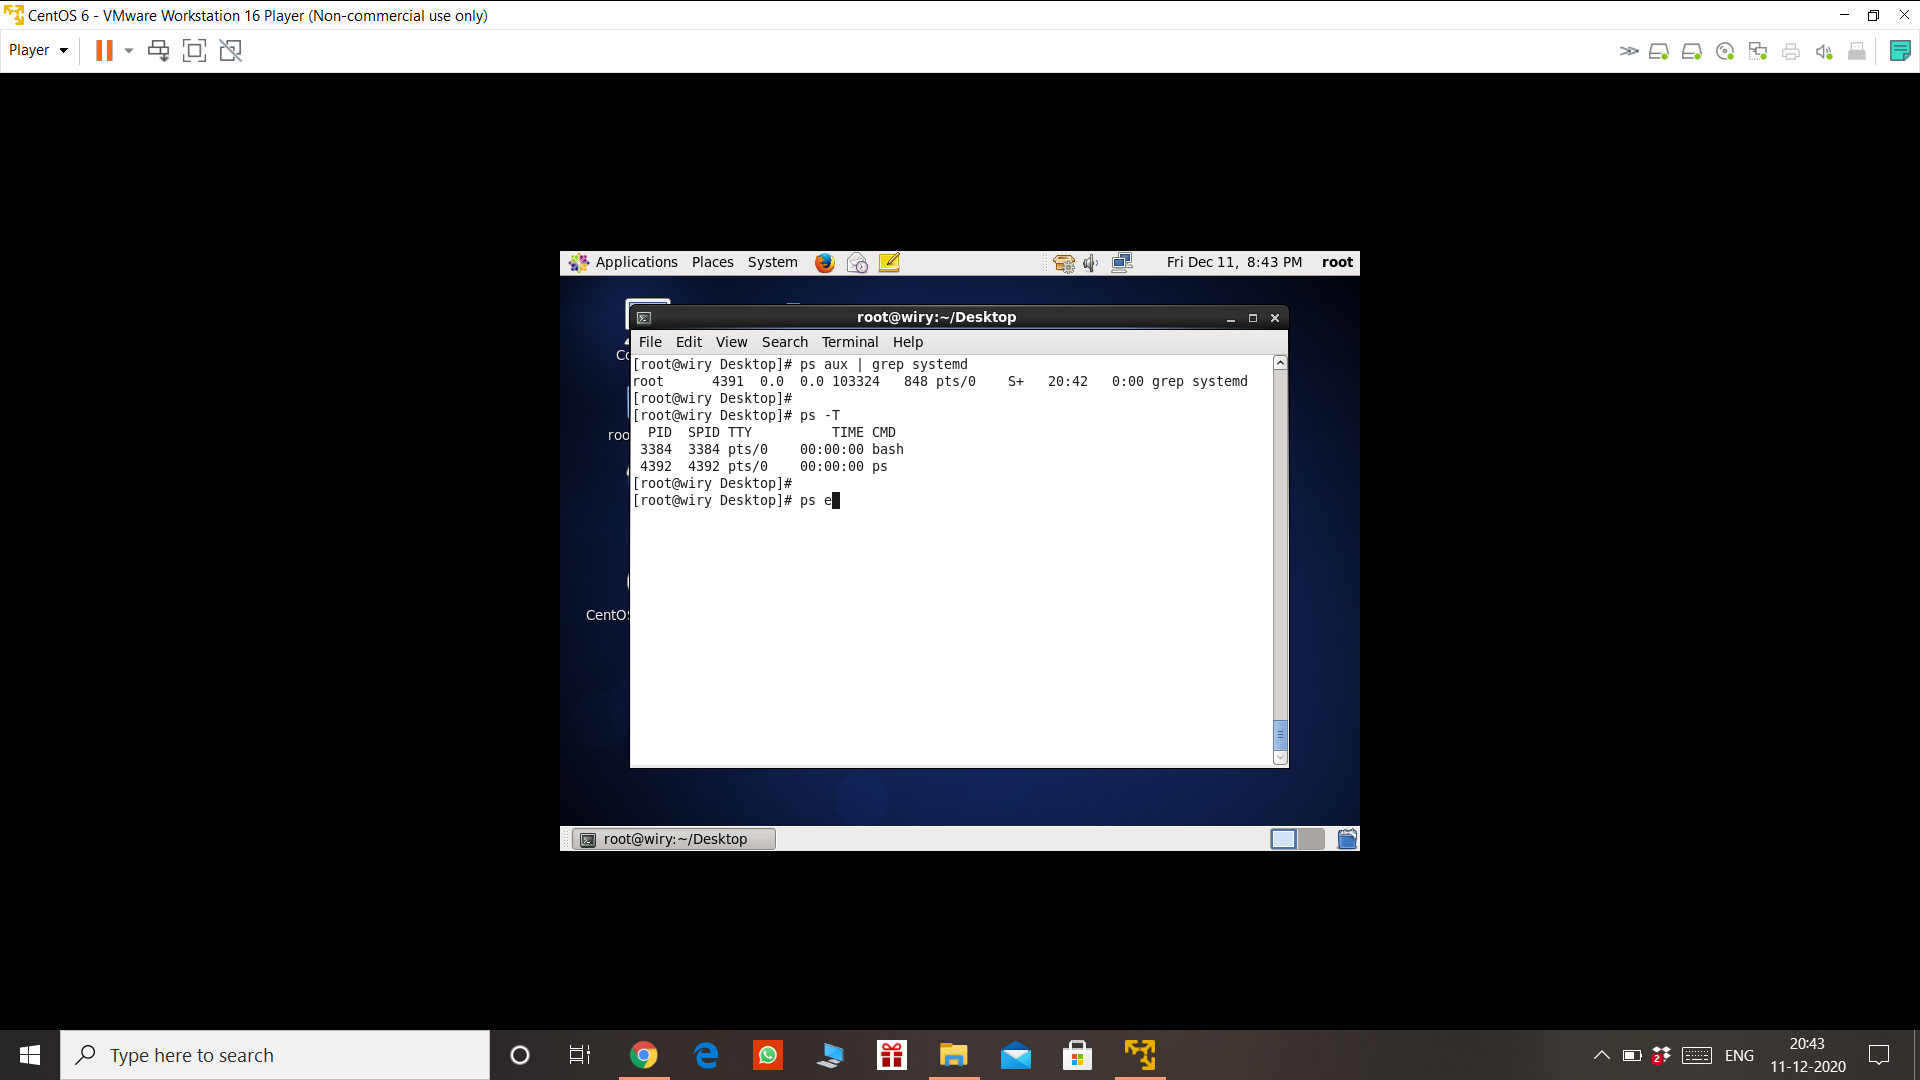 CentOS 6 - VMware Workstation 16 Player (Non-commercial use only)
Player
Applications Places System Fri Dec 11, 8:43 PM root
root@wiry:~/Desktop
File Edit View Search Terminal Help
[root@wiry Desktop]# ps aux | grep systemd
root 4391 0.0 0.0 103324 848 pts/0 S+ 20:42 0:00 grep systemd
[root@wiry Desktop]#
[root@wiry Desktop]# ps -T
PID SPID TTY TIME CMD
3384 3384 pts/0 00:00:00 bash
4392 4392 pts/0 00:00:00 ps
[root@wiry Desktop]#
[root@wiry Desktop]# ps e
Co
roo
CentOS
root@wiry:~/Desktop
Type here to search
2
ENG
20:43
11-12-2020